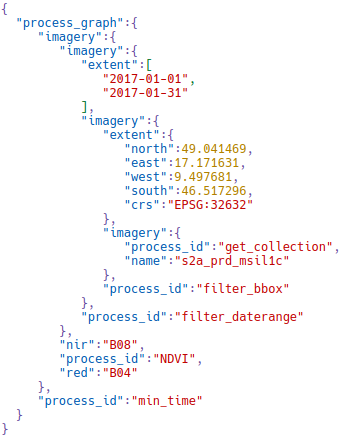 {
  "process_graph":{
     "imagery":{
        "imagery":{
           "extent":[
              "2017-01-01",
              "2017-01-31"
           ],
           "imagery":{
              "extent":{
                 "north":49.041469,
                 "east":17.171631,
                 "west":9.497681,
                 "south":46.517296,
                 "crs":"EPSG:32632"
              },
              "imagery":{
                 "process_id":"get_collection",
                 "name":"s2a_prd_msil1c"
              },
              "process_id":"filter_bbox"
           },
           "process_id":"filter_daterange"
        },
        "nir":"B08",
        "process_id":"NDVI",
        "red":"B04"
     },
     "process_id":"min_time"
  }
}